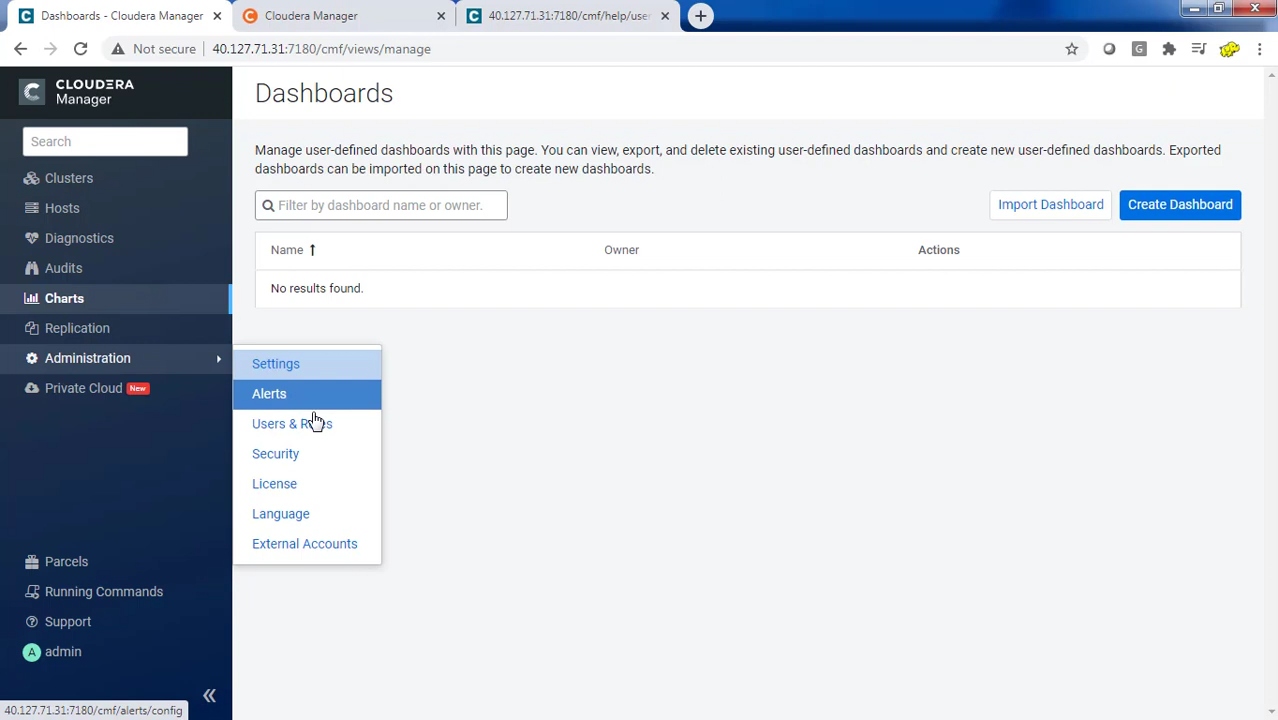 Dashboards - Cloudera Manager
Cloudera Manager
40.127.71.31:7180/cmf/help/use
Not secure
40.127.71.31:7180/cmf/views/manage
CLOUDERA
Manager
Search
Clusters
Hosts
Diagnostics
Audits
Charts
Replication
Administration
Private Cloud New
Parcels
Running Commands
Support
A admin
Dashboards
Manage user-defined dashboards with this page. You can view, export, and delete existing user-defined dashboards and create new user-defined dashboards. Exported
dashboards can be imported on this page to create new dashboards.
Filter by dashboard name or owner.
Import Dashboard
Create Dashboard
Name Owner Actions
No results found.
Settings
Alerts
Users &
Security
License
Language
External Accounts
40.127.71.31:7180/cmf/alerts/config